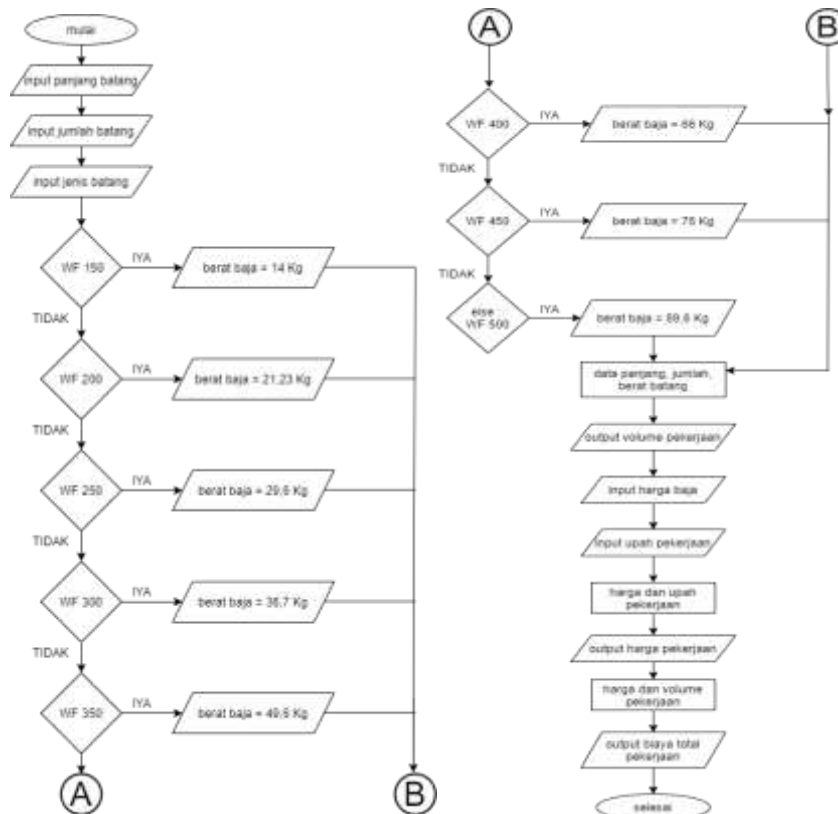 mulai
input panjang batang
input jumlah batang
input jenis batang
WF 150
IYA
berat baja = 14 Kg
TIDAK
WF 200
IYA
berat baja = 21,23 Kg
TIDAK
WF 250
IYA
berat baja = 29,6 Kg
TIDAK
WF 300
IYA
berat baja = 36,7 Kg
TIDAK
WF 350
IYA
berat baja = 49,6 Kg
A
B
A
B
WF 400
IYA
berat baja = 66 Kg
TIDAK
WF 450
IYA
berat baja = 76 Kg
TIDAK
else
WF 500
IYA
berat baja = 89,6 Kg
data panjang, jumlah,
berat batang
output volume pekerjaan
input harga baja
input upah pekerjaan
harga dan upah
pekerjaan
output harga pekerjaan
harga dan volume
pekerjaan
output biaya total
pekerjaan
selesai